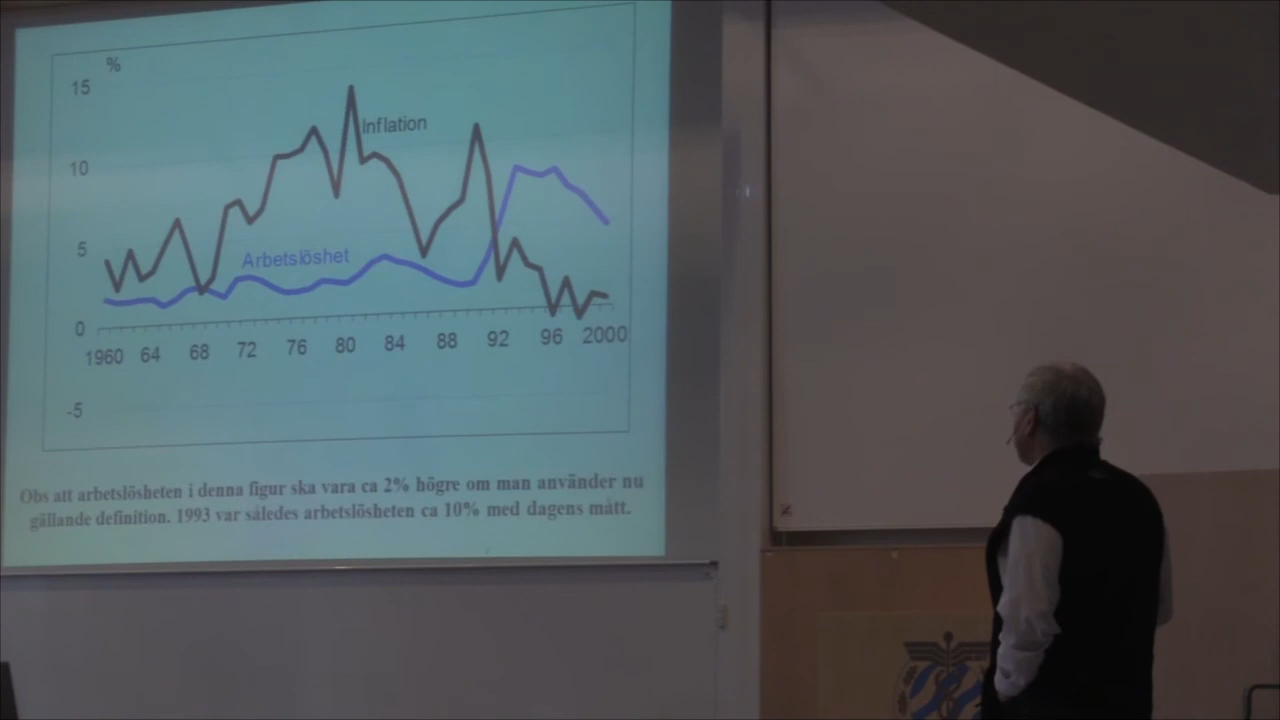 %
15
Inflation
10
5
Arbetslöshet
0
1960 64 68 72 76 80 84 88 92 96 2000
-5
Obs att arbetslösheten i denna figur ska vara ca 2% högre om man använder nu
gällande definition. 1993 var således arbetslösheten ca 10% med dagens mått.